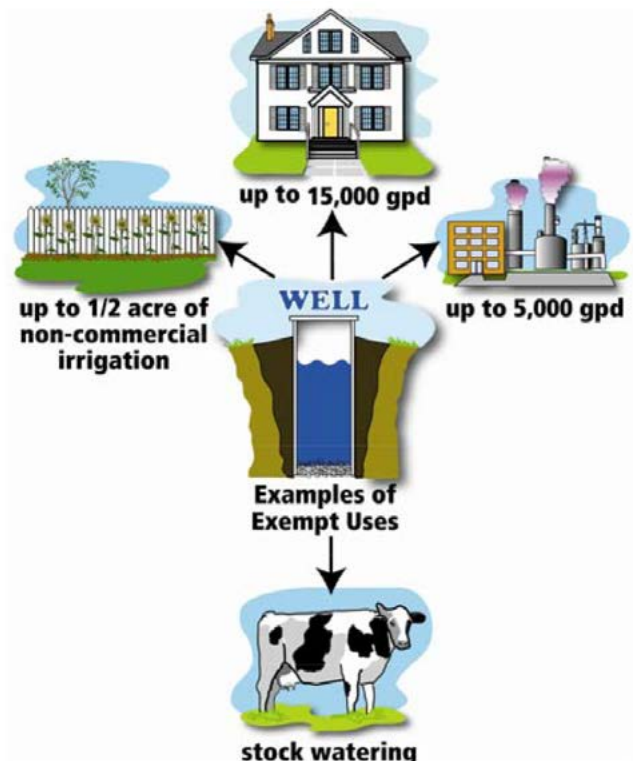 up to 15,000 gpd
up to 1/2 acre of
non-commercial
irrigation
WELL
up to 5,000 gpd
Examples of
Exempt Uses
stock watering